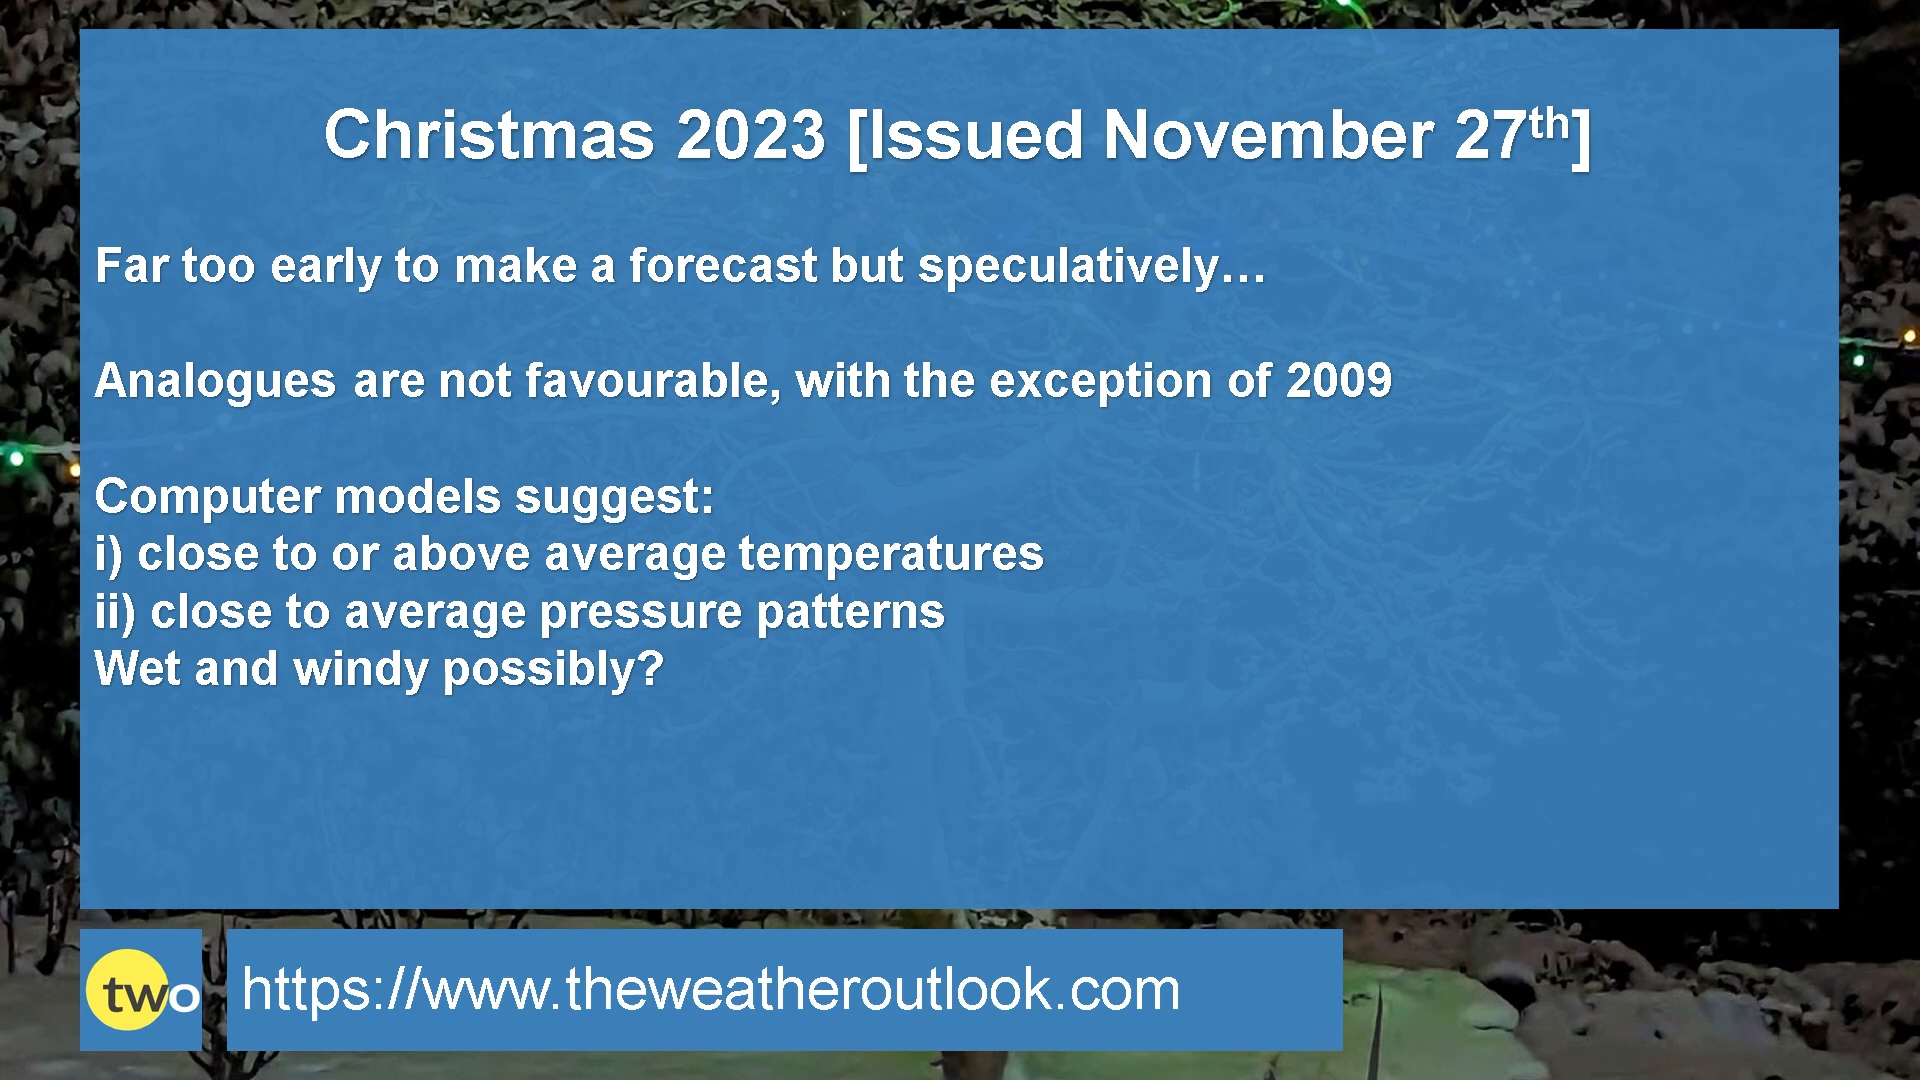 Christmas 2023 [Issued November 27th]
Far too early to make a forecast but speculatively…
Analogues are not favourable, with the exception of 2009
Computer models suggest:
i) close to or above average temperatures
ii) close to average pressure patterns
Wet and windy possibly?
two
https://www.theweatheroutlook.com